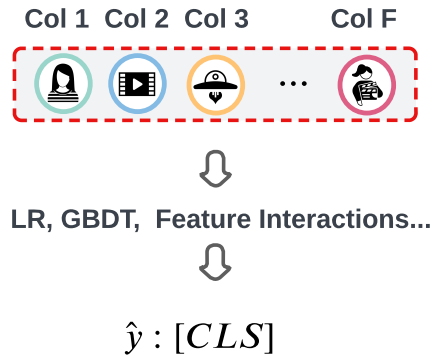 Col 1 Col 2 Col 3 Col F
...
LR, GBDT, Feature Interactions...
ŷ : [CLS]